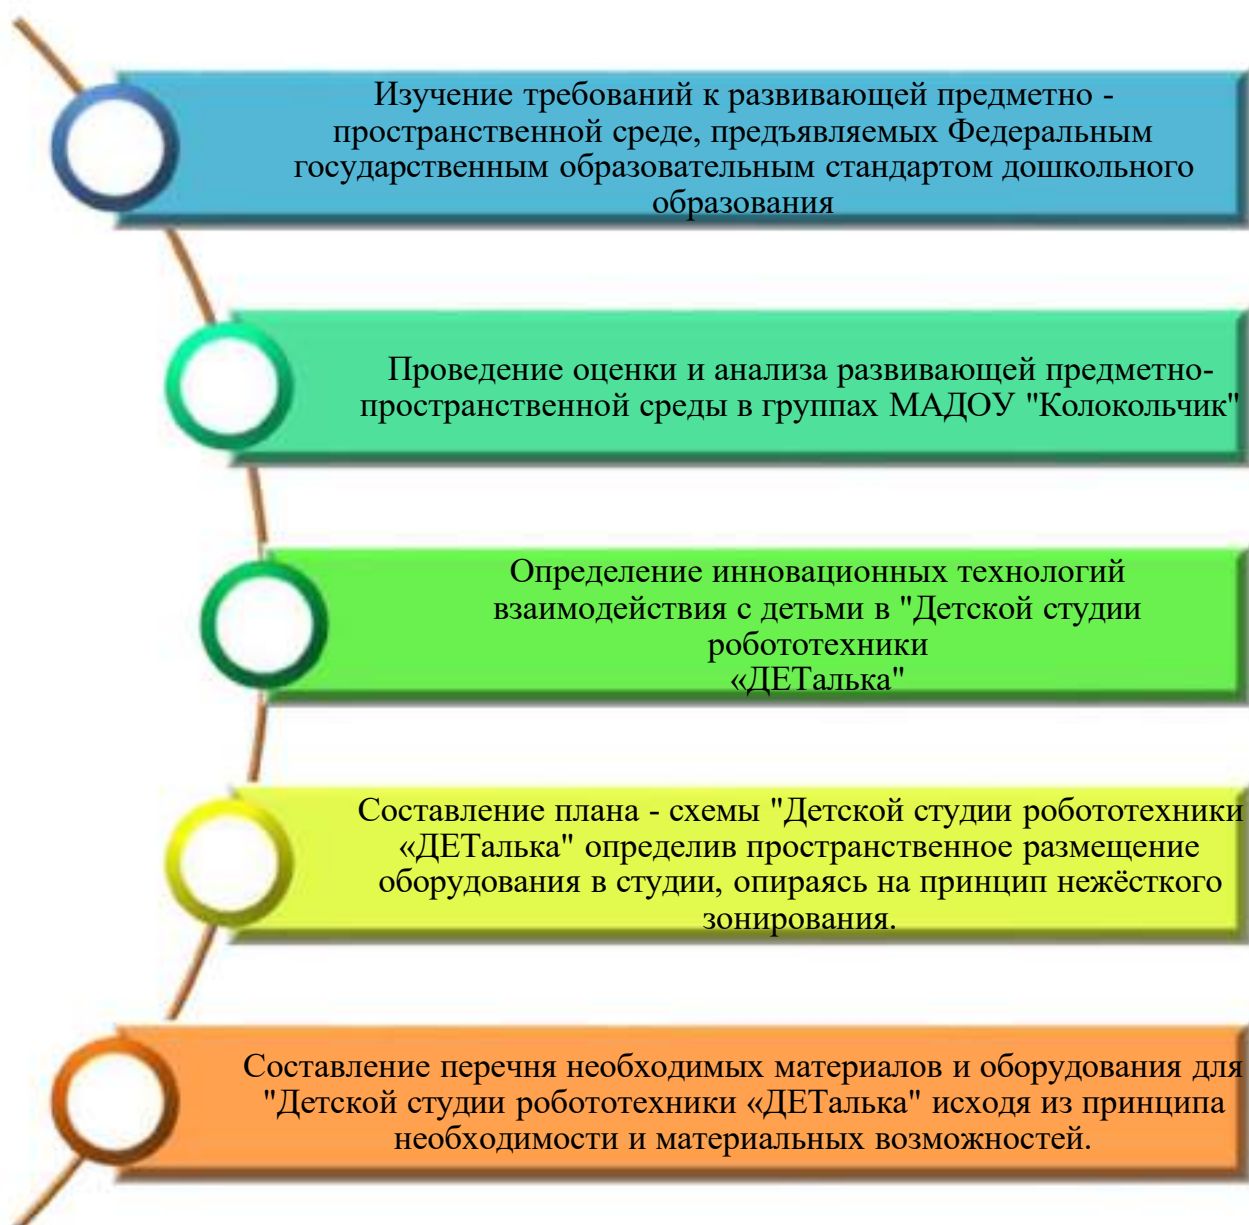 Изучение требований к развивающей предметно -
пространственной среде, предъявляемых Федеральным
государственным образовательным стандартом дошкольного
образования
Проведение оценки и анализа развивающей предметно-
пространственной среды в группах МАДОУ "Колокольчик"
Определение инновационных технологий
взаимодействия с детьми в "Детской студии
робототехники
«ДЕТалька"
Составление плана - схемы "Детской студии робототехники
«ДЕТалька" определив пространственное размещение
оборудования в студии, опираясь на принцип нежёсткого
зонирования.
Составление перечня необходимых материалов и оборудования для
"Детской студии робототехники «ДЕТалька" исходя из принципа
необходимости и материальных возможностей.